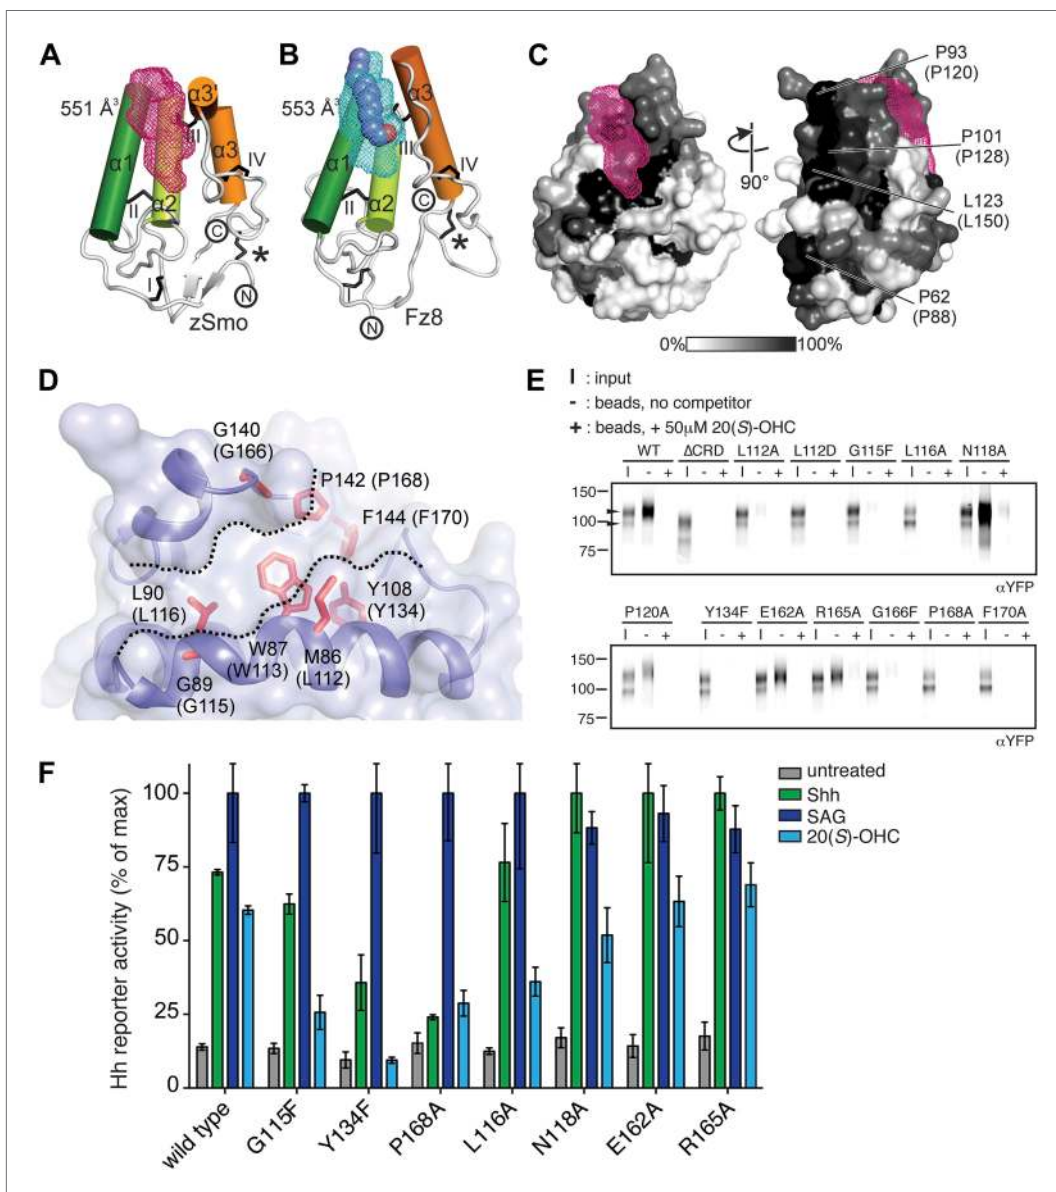 A
551 Å³
α3'
III
α1
α3
IV
II
α2
C
*
I
N
zSmo
B
553 Å³
α3
III
α1
IV
II
α2
C
*
I
N
Fz8
C
90°
P93
(P120)
P101
(P128)
L123
(L150)
P62
(P88)
0%
100%
D
G140
(G166)
P142 (P168)
F144 (F170)
L90
(L116)
Y108
(Y134)
W87
(W113)
M86
(L112)
G89
(G115)
E
I : input
- : beads, no competitor
+ : beads, + 50μM 20(S)-OHC
WT ΔCRD L112A L112D G115F L116A N118A
I - + I - + I - + I - + I - + I - + I - +
150
100
75
αYFP
P120A Y134F E162A R165A G166F P168A F170A
I - + I - + I - + I - + I - + I - + I - +
150
100
75
αYFP
F
Hh reporter activity (% of max)
100
75
50
25
0
untreated
Shh
SAG
20(S)-OHC
wild type
G115F
Y134F
P168A
L116A
N118A
E162A
R165A